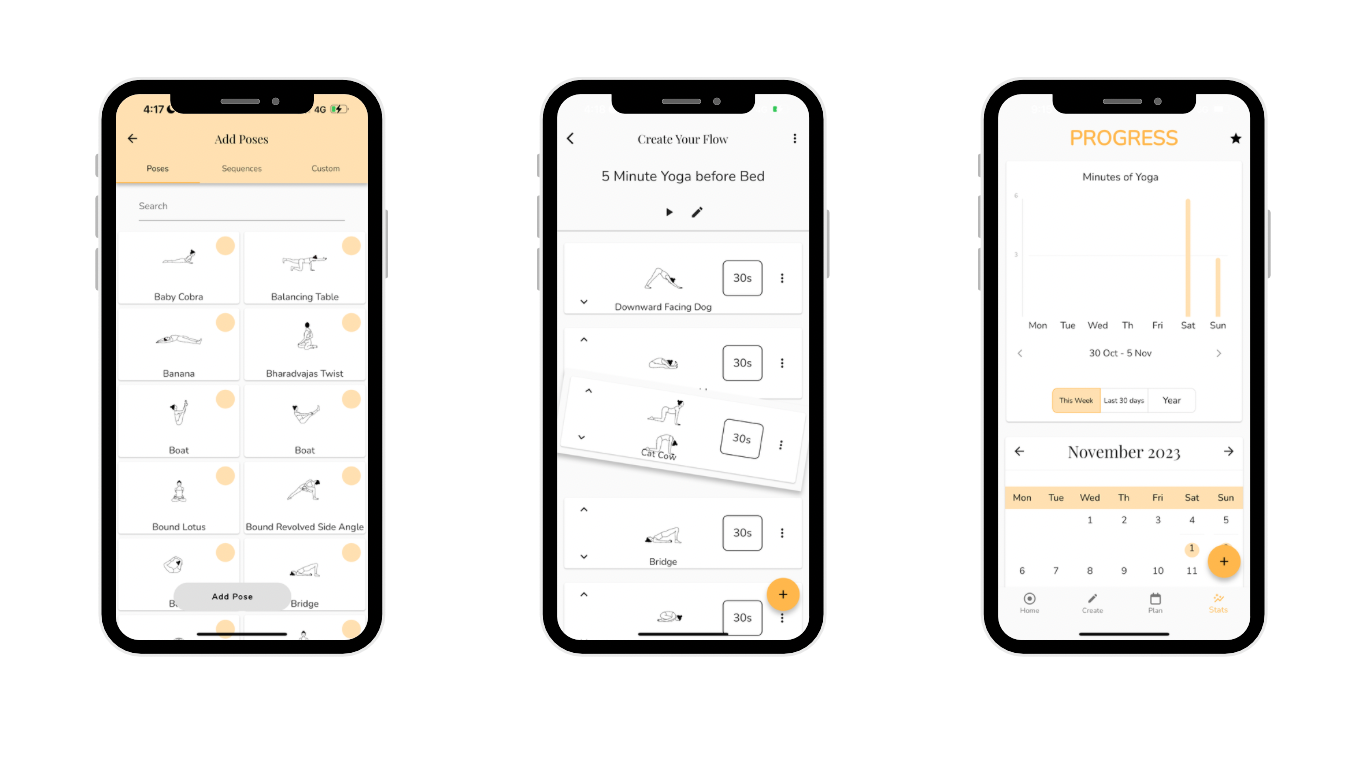 4:17
4G
Add Poses
Poses Sequences Custom
Search
Baby Cobra Balancing Table
Banana Bharadvajas Twist
Boat Boat
Bound Lotus Bound Revolved Side Angle
Add Pose
Bridge
Create Your Flow
5 Minute Yoga before Bed
30s
Downward Facing Dog
30s
30s
Cat Cow
30s
Bridge
30s
+
PROGRESS
Minutes of Yoga
6
3
Mon Tue Wed Th Fri Sat Sun
30 Oct - 5 Nov
This Week Last 30 days Year
November 2023
Mon Tue Wed Th Fri Sat Sun
1 2 3 4 5
1
+
6 7 8 9 10 11
Home Create Plan Stats